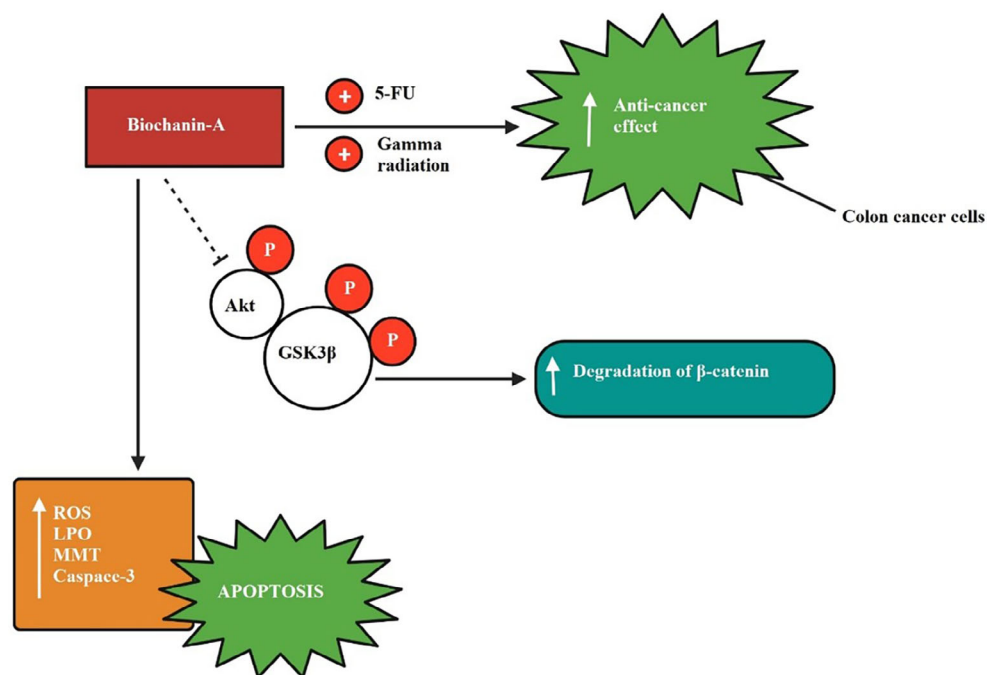 Biochanin-A
+ 5-FU
+ Gamma
radiation
Anti-cancer
effect
Colon cancer cells
P
Akt
P
GSK3β
P
Degradation of β-catenin
ROS
LPO
MMT
Caspace-3
APOPTOSIS